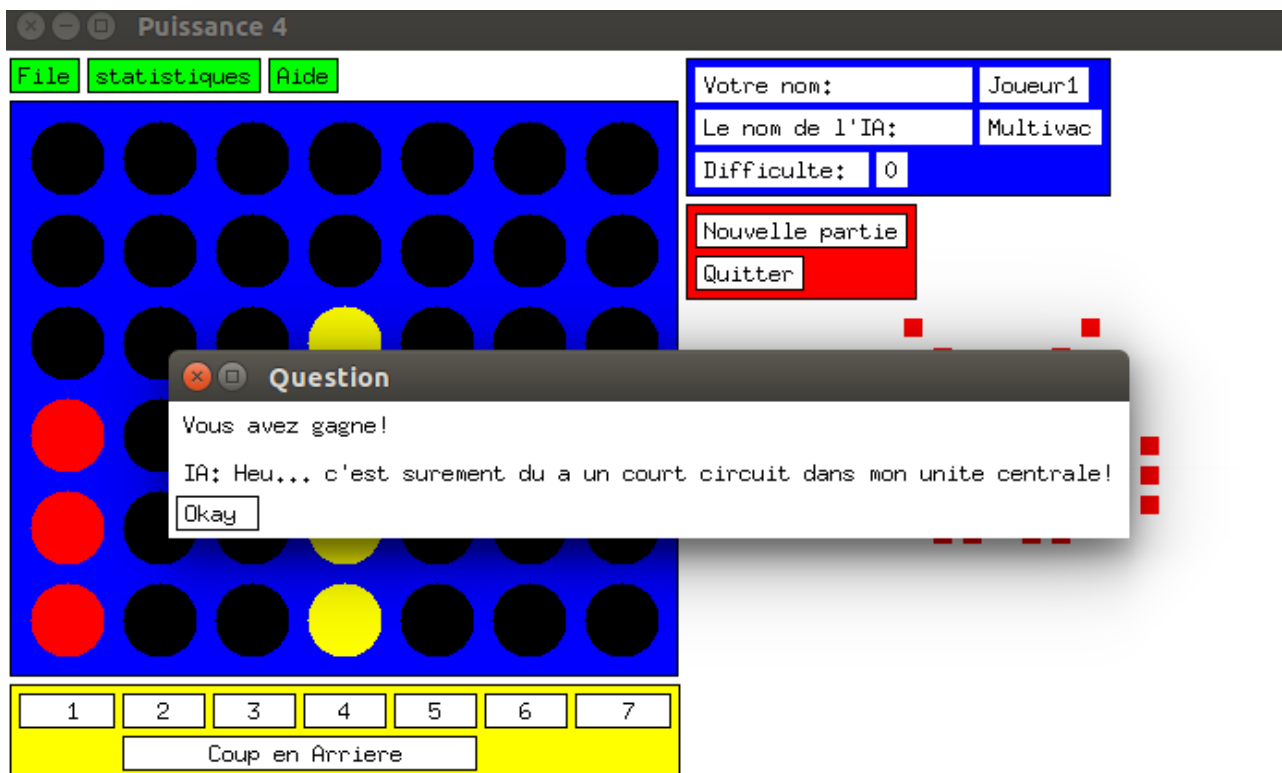 Puissance 4
File statistiques Aide
Votre nom: Joueur1
Le nom de l'IA: Multivac
Difficulte: 0
Nouvelle partie
Quitter
Question
Vous avez gagne!
IA: Heu... c'est surement du a un court circuit dans mon unite centrale!
Okay
1 2 3 4 5 6 7
Coup en Arriere